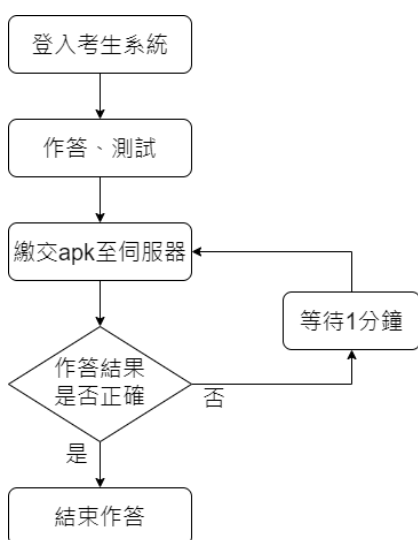 登入考生系統
作答、測試
繳交apk至伺服器
等待1分鐘
作答結果
是否正確
否
是
結束作答